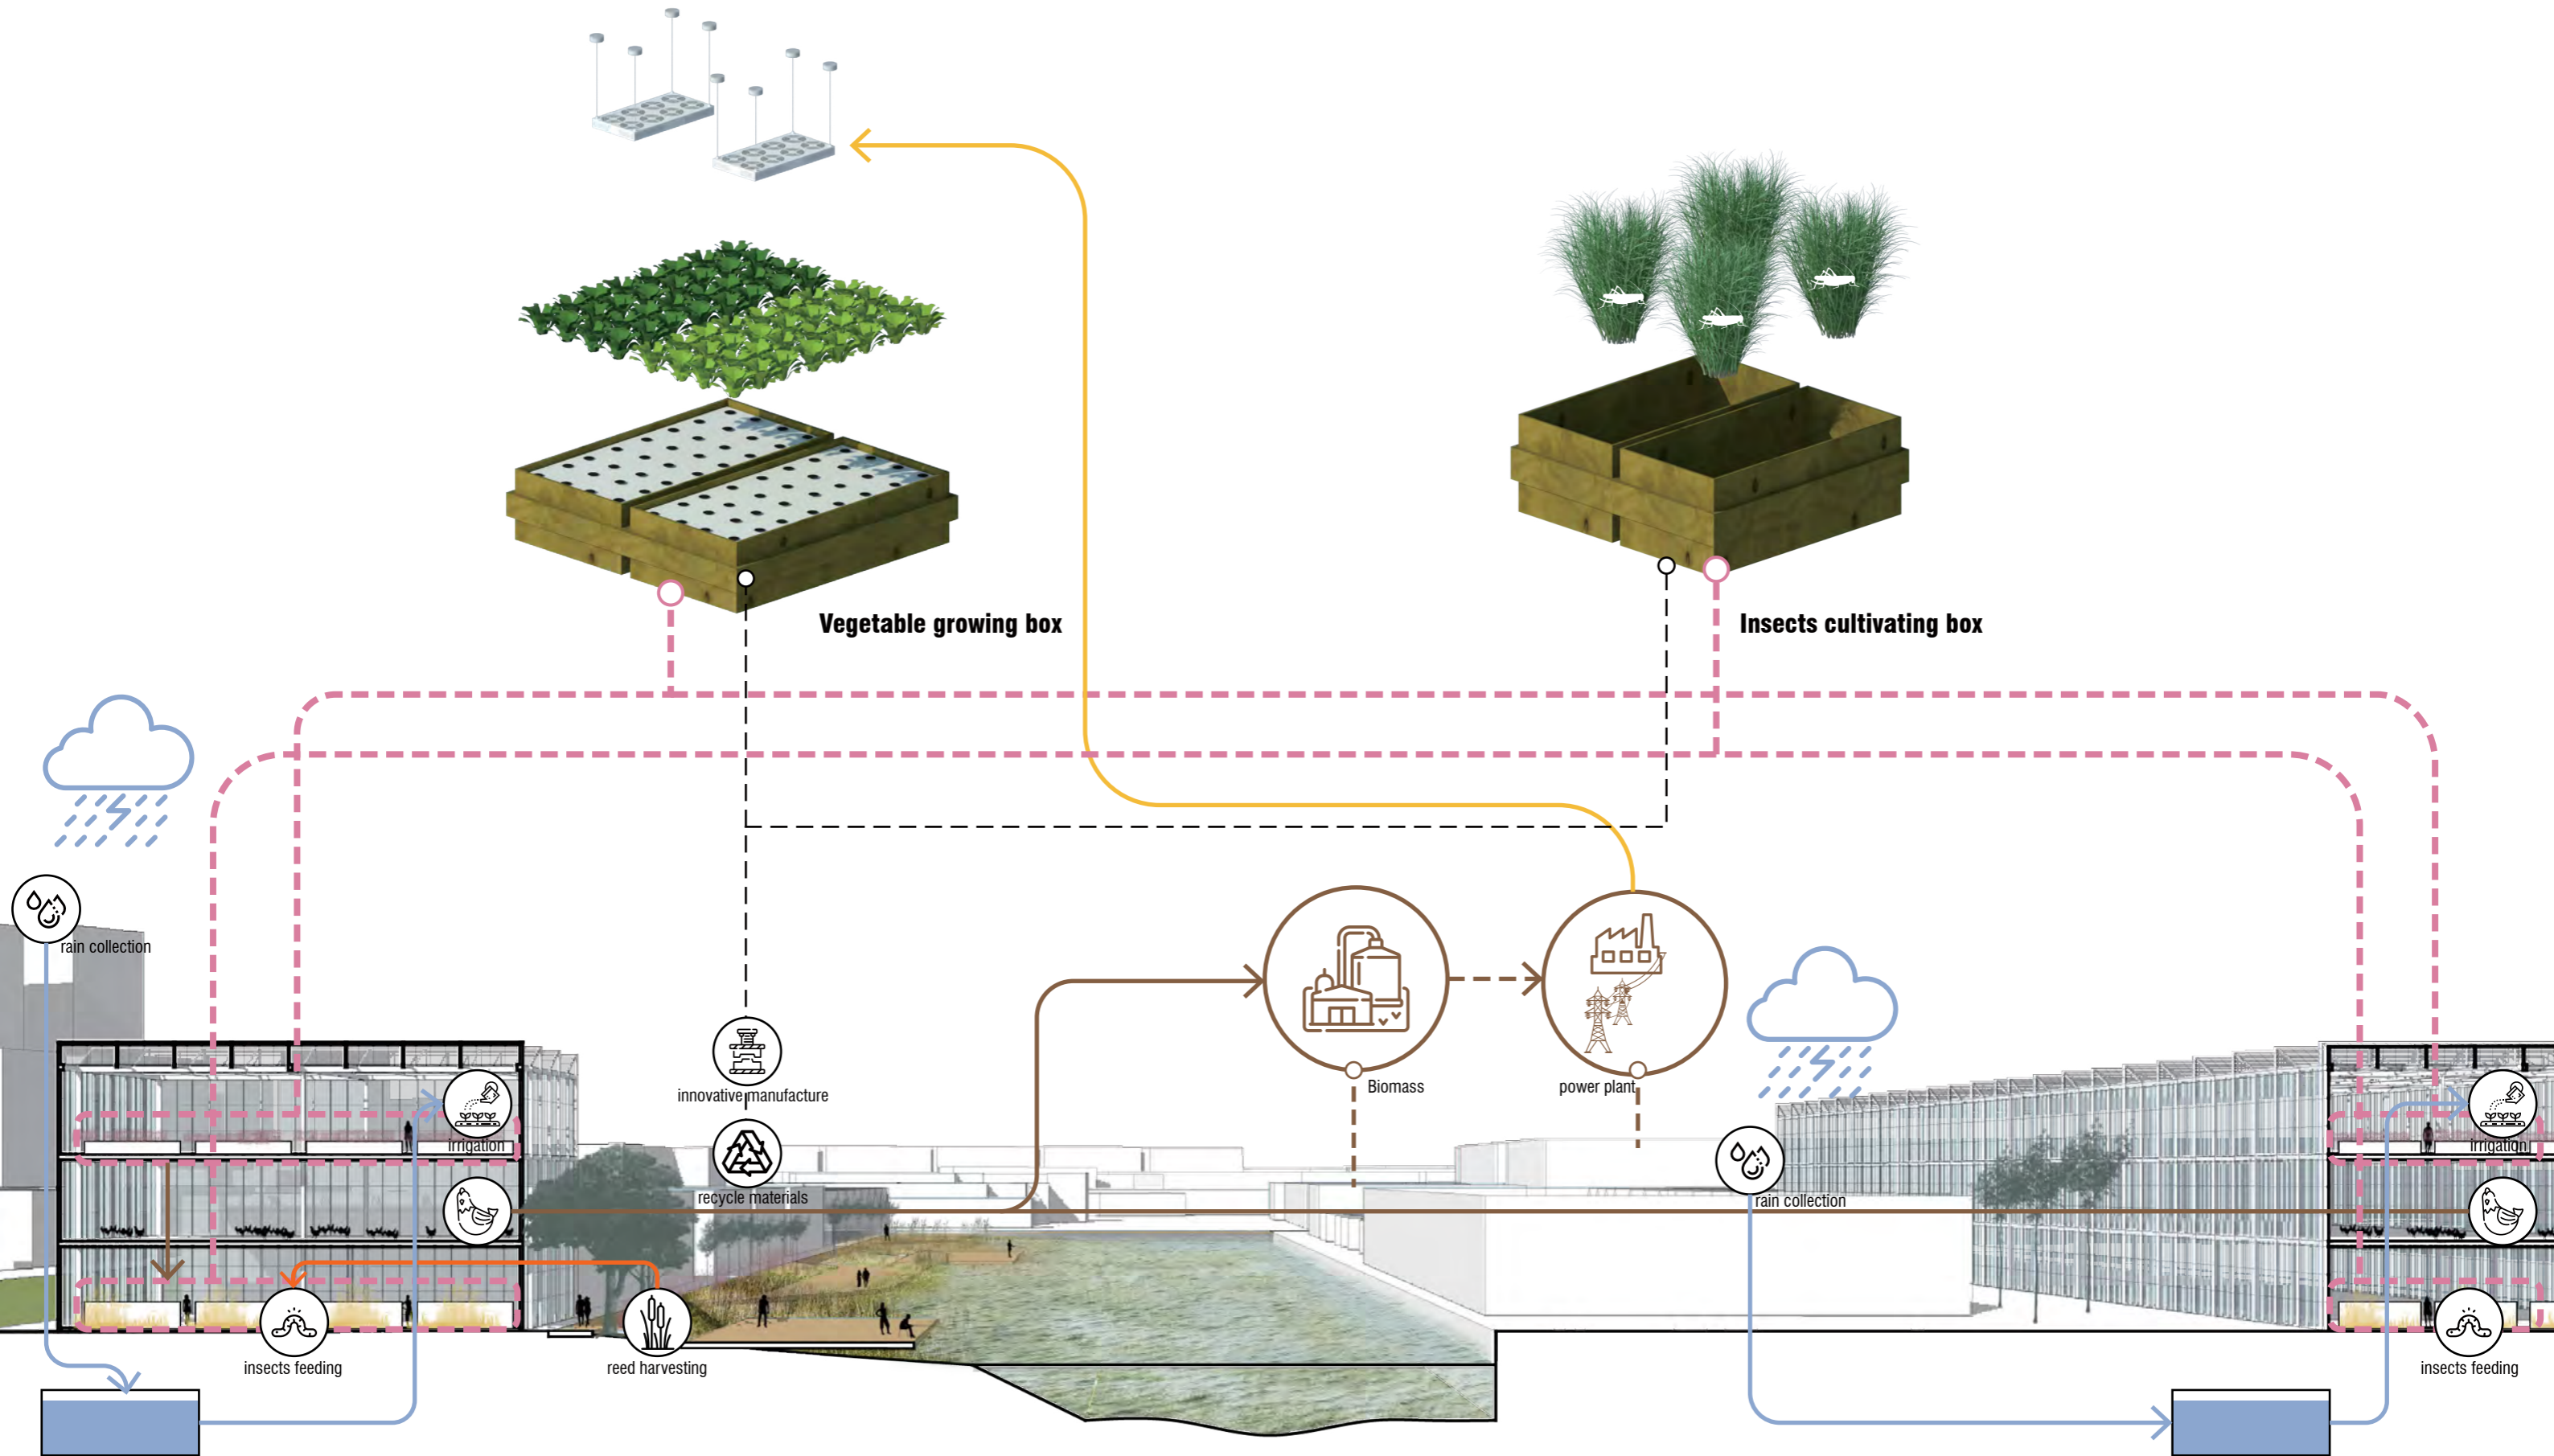 Vegetable growing box
Insects cultivating box
rain collection
innovative manufacture
Biomass
power plant
irrigation
irrigation
recycle materials
rain collection
insects feeding
reed harvesting
insects feeding